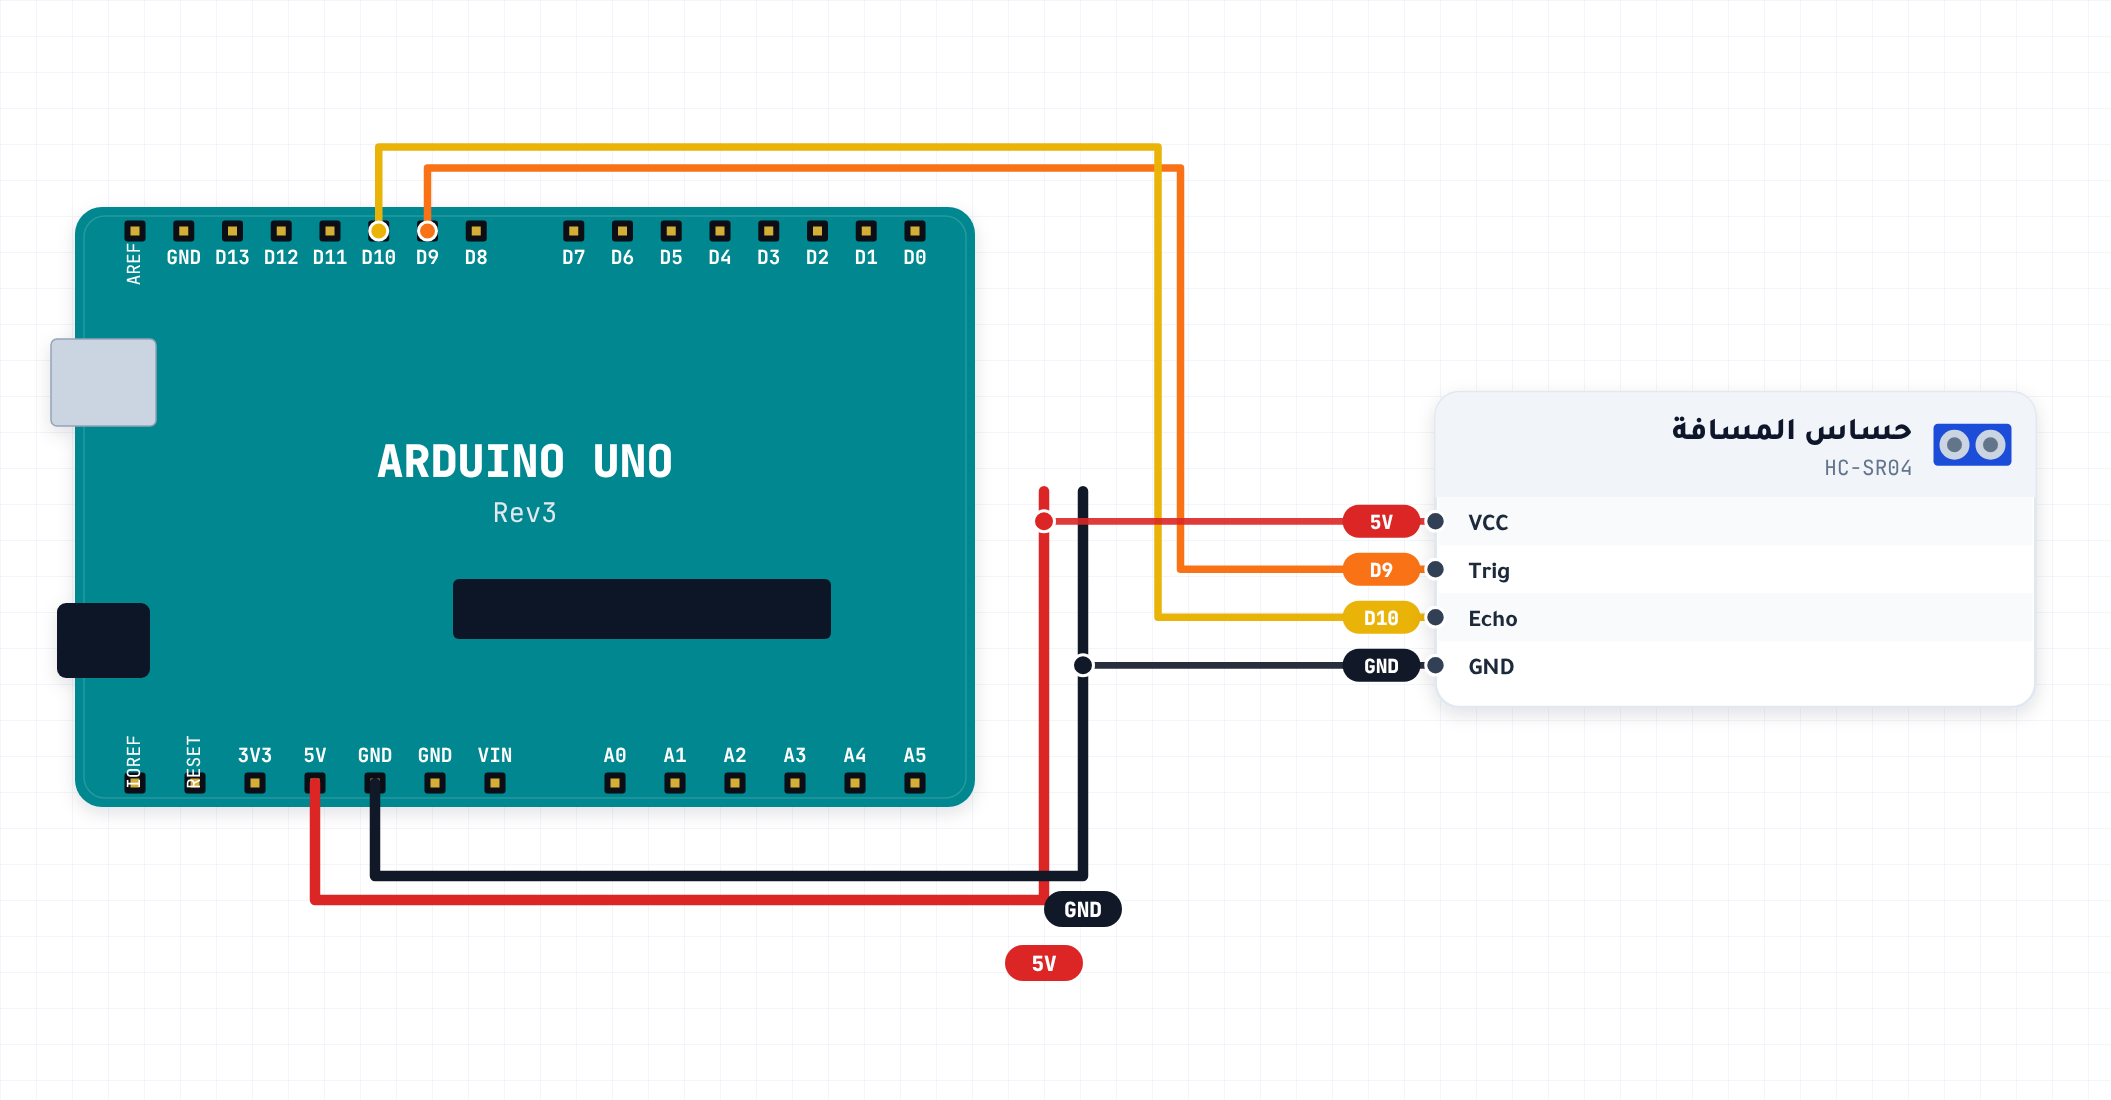 AREF GND D13 D12 D11 D10 D9 D8 D7 D6 D5 D4 D3 D2 D1 D0
ARDUINO UNO
Rev3
IOREF RESET 3V3 5V GND GND VIN A0 A1 A2 A3 A4 A5
GND
5V
حساس المسافة
HC-SR04
5V VCC
D9 Trig
D10 Echo
GND GND